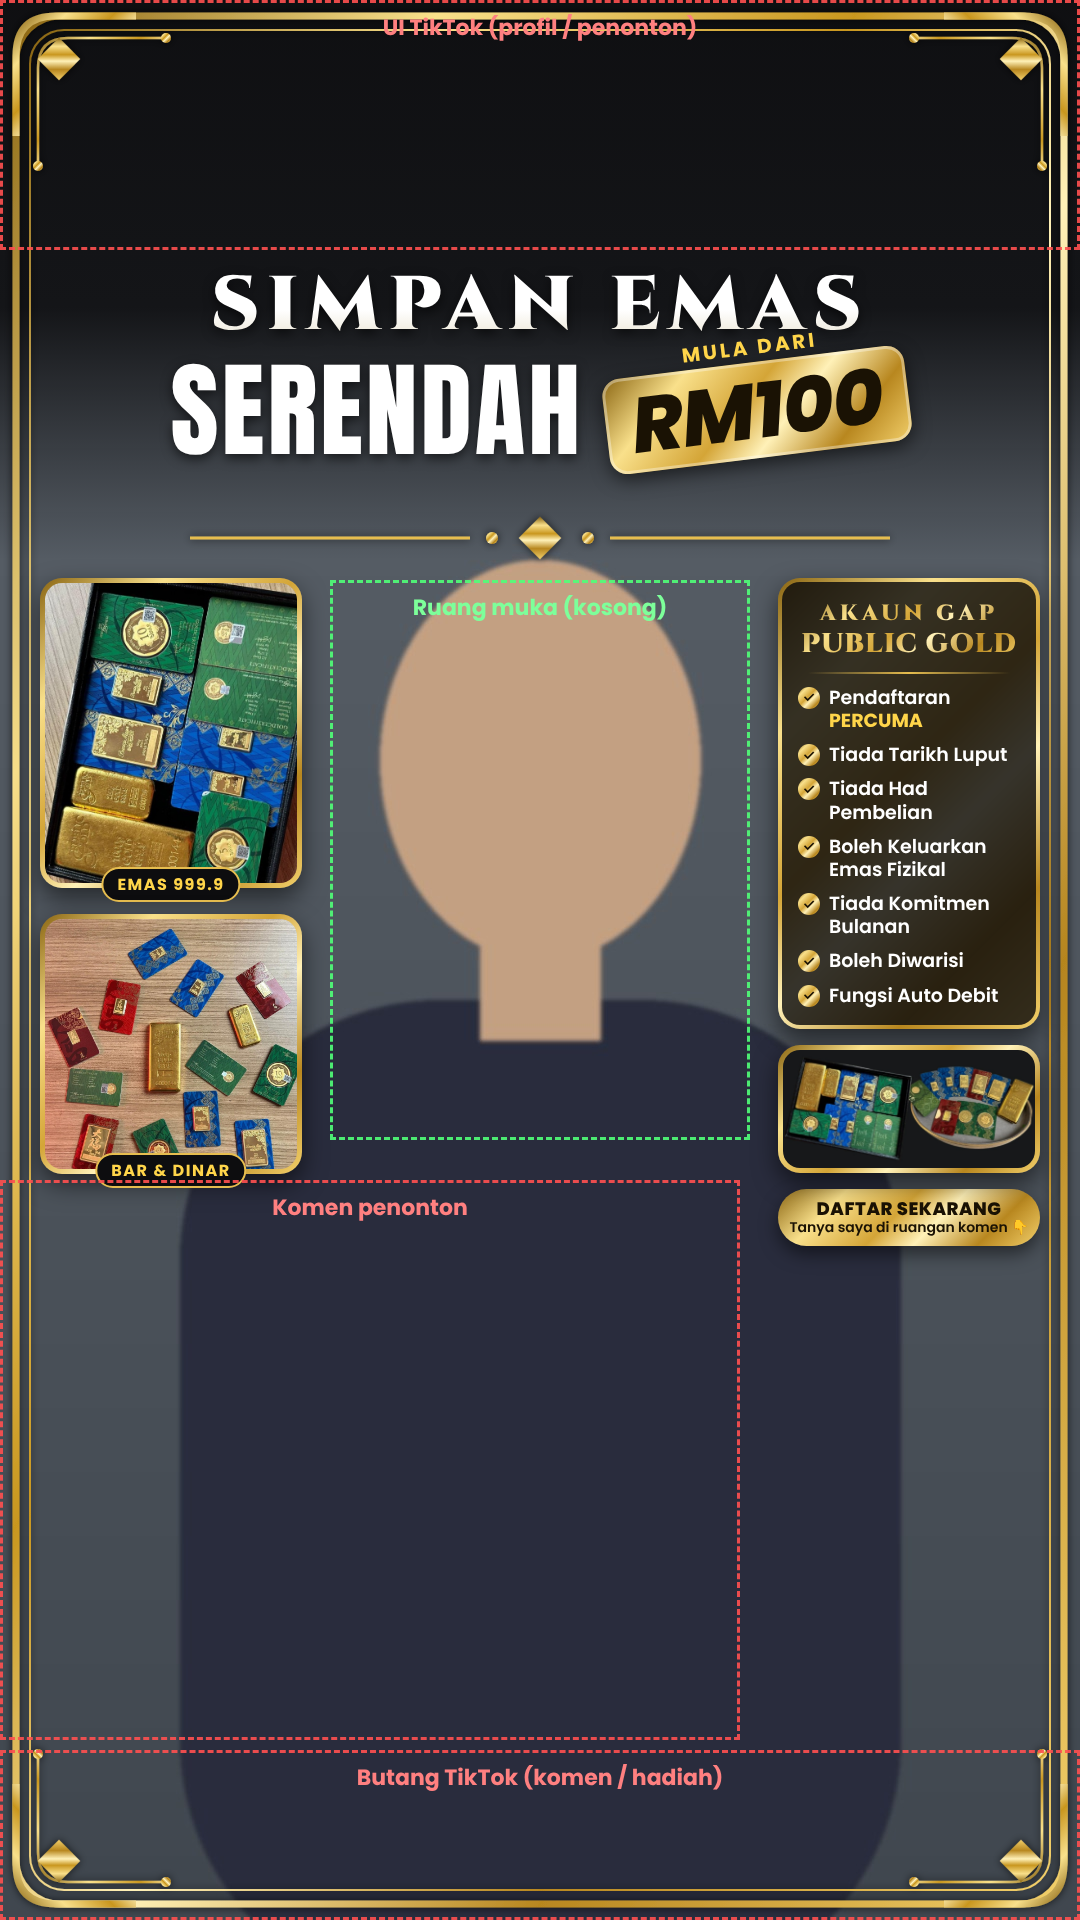 UI TikTok (profil / penonton)
SIMPAN EMAS
MULA DARI
SERENDAH
RM100
Ruang muka (kosong)
EMAS 999.9
BAR & DINAR
AKAUN GAP
PUBLIC GOLD
Pendaftaran
PERCUMA
Tiada Tarikh Luput
Tiada Had
Pembelian
Boleh Keluarkan
Emas Fizikal
Tiada Komitmen
Bulanan
Boleh Diwarisi
Fungsi Auto Debit
Komen penonton
DAFTAR SEKARANG
Tanya saya di ruangan komen 👇
Butang TikTok (komen / hadiah)